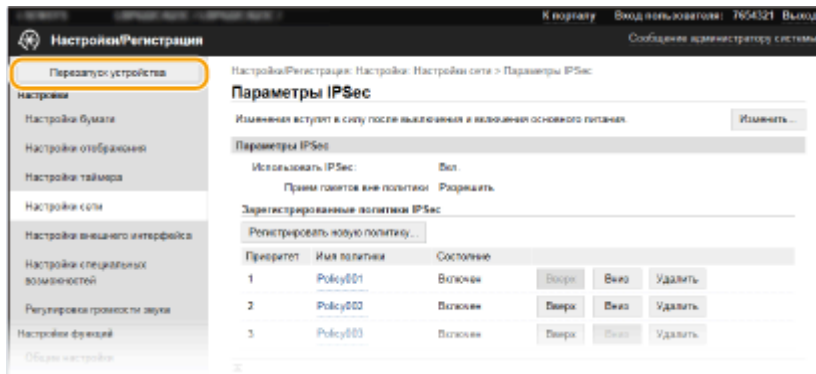 К порталу Вход пользователя: 7654321 Выход
Настройки/Регистрация
Сообщение администратору системы
Перезапуск устройства
Настройки
Настройки бумаги
Настройки отображения
Настройки таймера
Настройки сети
Настройки внешнего интерфейса
Настройки специальных
возможностей
Регулировка громкости звука
Настройки функций
Общие настройки
Настройки/Регистрация: Настройки: Настройки сети > Параметры IPSec
Параметры IPSec
Изменения вступят в силу после выключения и включения основного питания.
Изменить...
Параметры IPSec
Использовать IPSec: Вкл.
Прием пакетов вне политики Разрешить
Зарегистрированные политики IPSec
Регистрировать новую политику...
Приоритет Имя политики Состояние
1 Policy001 Включен Вверх Вниз Удалить
2 Policy002 Включен Вверх Вниз Удалить
3 Policy003 Включен Вверх Вниз Удалить